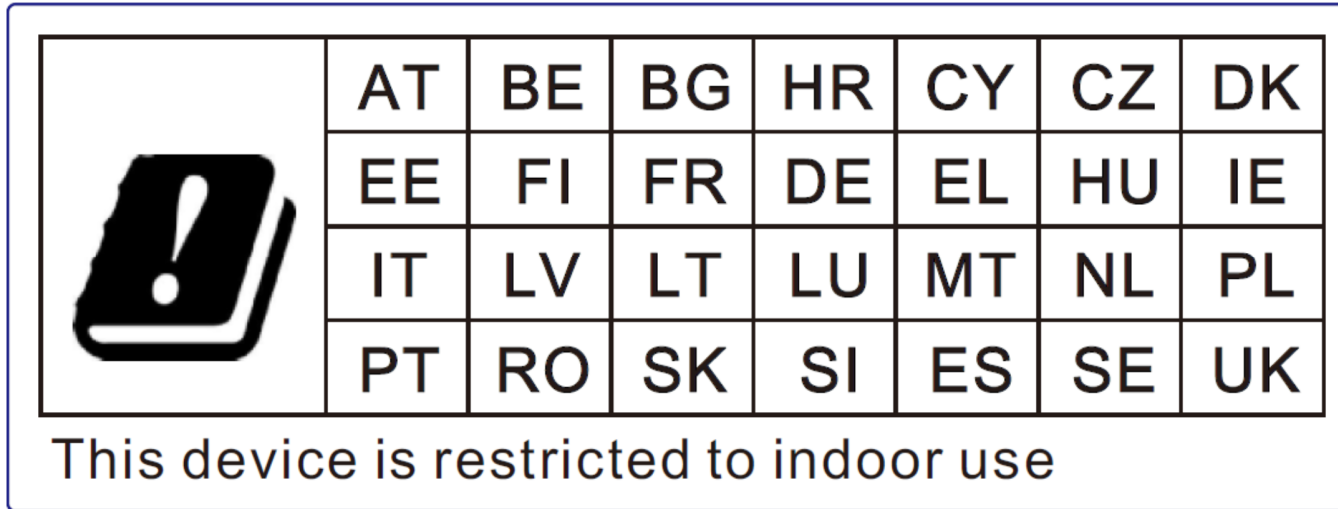 AT BE BG HR CY CZ DK
EE FI FR DE EL HU IE
IT LV LT LU MT NL PL
PT RO SK SI ES SE UK
This device is restricted to indoor use